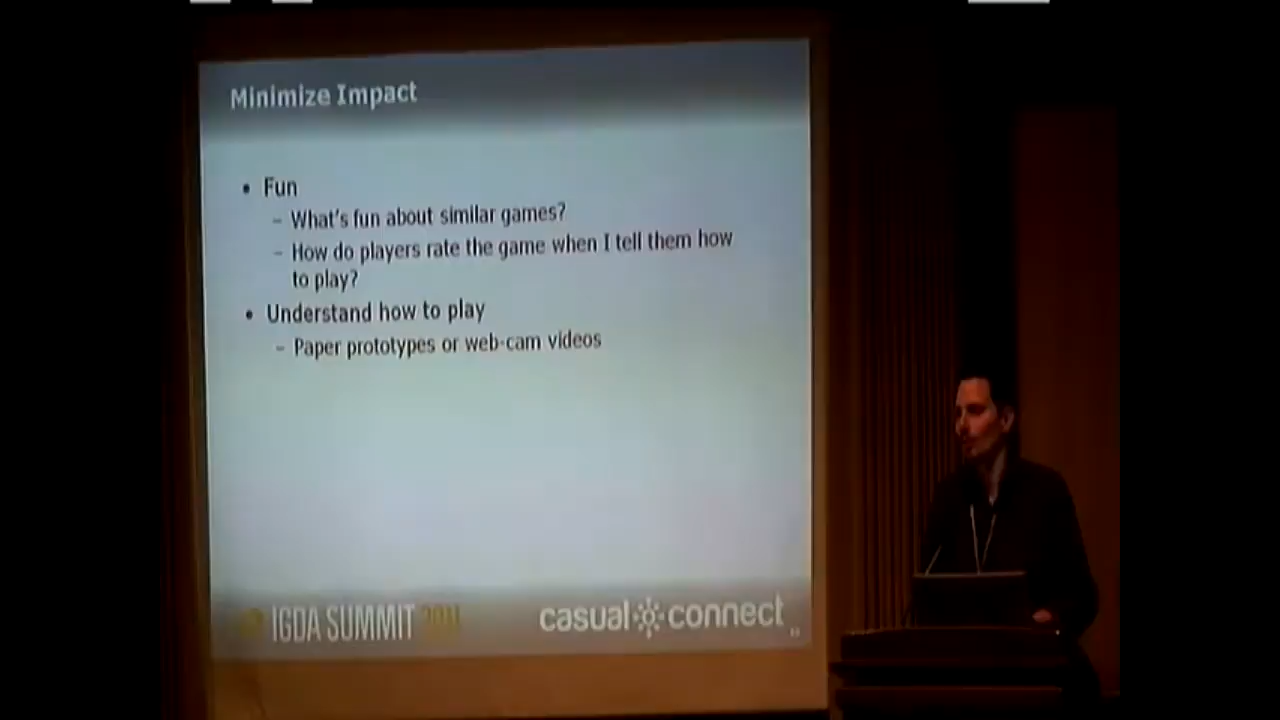 Minimize Impact
• Fun
– What's fun about similar games?
– How do players rate the game when I tell them how
to play?
• Understand how to play
– Paper prototypes or web-cam videos
IGDA SUMMIT 2011
casual connect